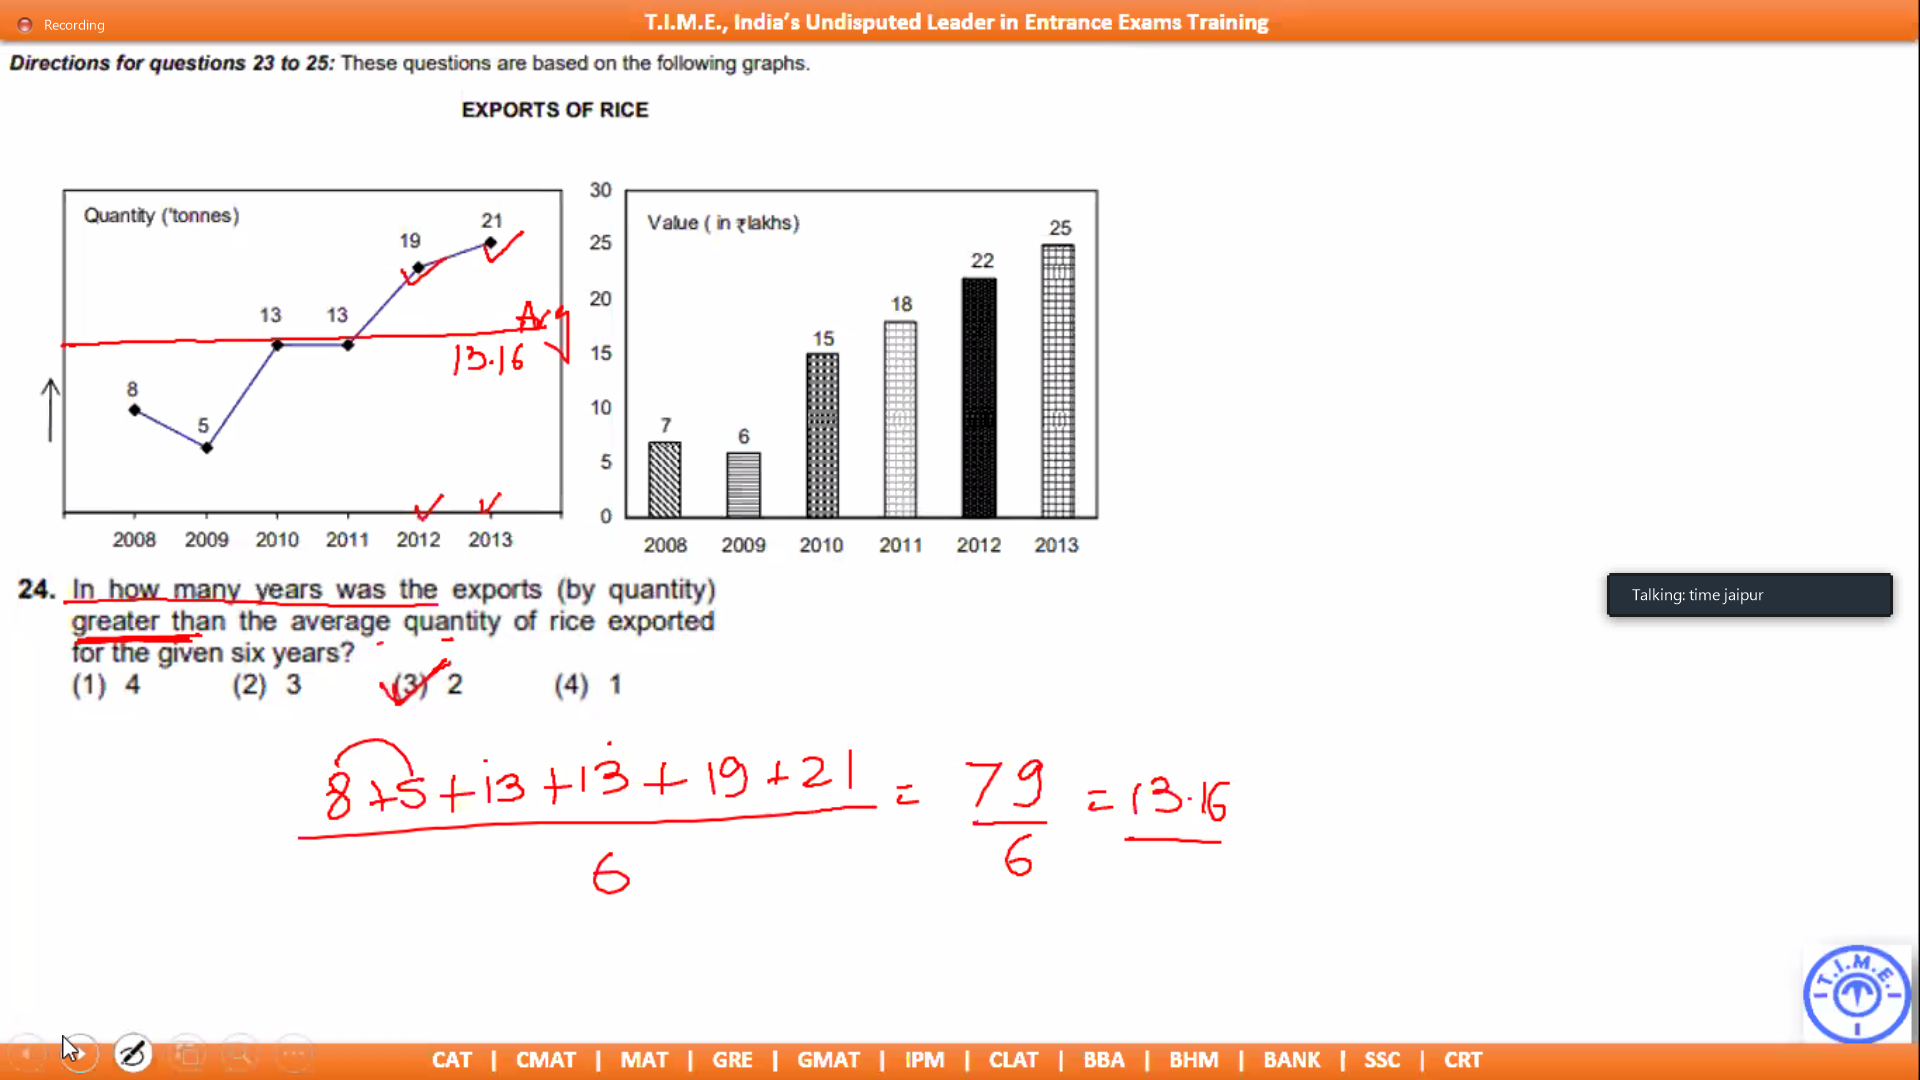 Recording
T.I.M.E., India's Undisputed Leader in Entrance Exams Training
Directions for questions 23 to 25: These questions are based on the following graphs.
EXPORTS OF RICE
Quantity ('tonnes)
8
5
13
13
19
21
Avg
13.16
2008 2009 2010 2011 2012 2013
Value ( in ₹lakhs)
30
25
20
15
10
5
0
7
6
15
18
22
25
2008 2009 2010 2011 2012 2013
24. In how many years was the exports (by quantity)
greater than the average quantity of rice exported
for the given six years?
(1) 4 (2) 3 (3) 2 (4) 1
8+5+13+13+19+21 = 79 = 13.16
6 6
Talking: time jaipur
T.I.M.E.
CAT | CMAT | MAT | GRE | GMAT | IPM | CLAT | BBA | BHM | BANK | SSC | CRT